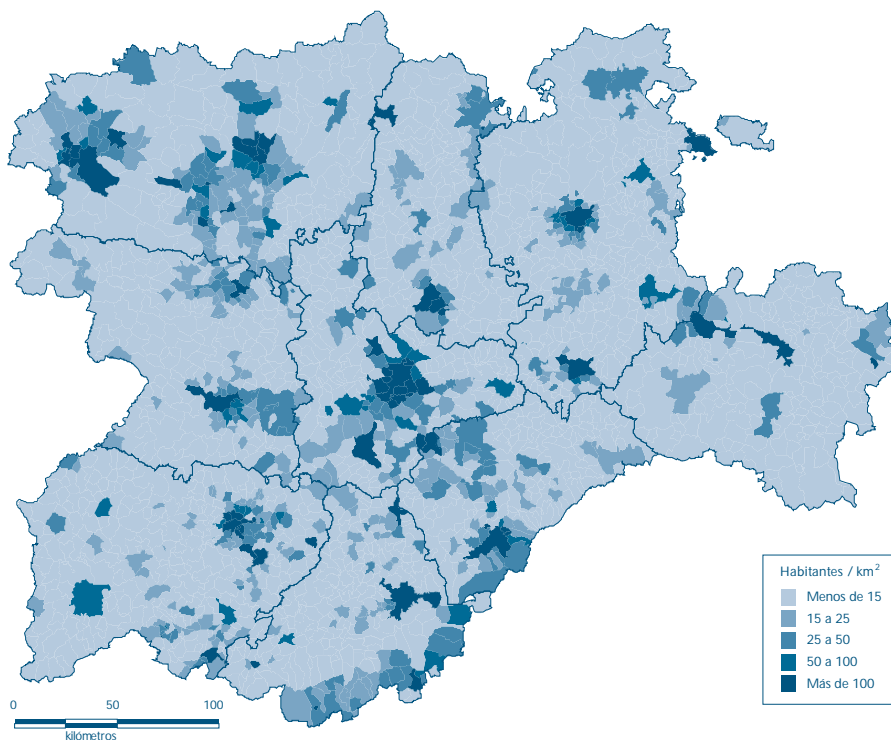 Habitantes / km²
Menos de 15
15 a 25
25 a 50
50 a 100
Más de 100
0 50 100
kilómetros